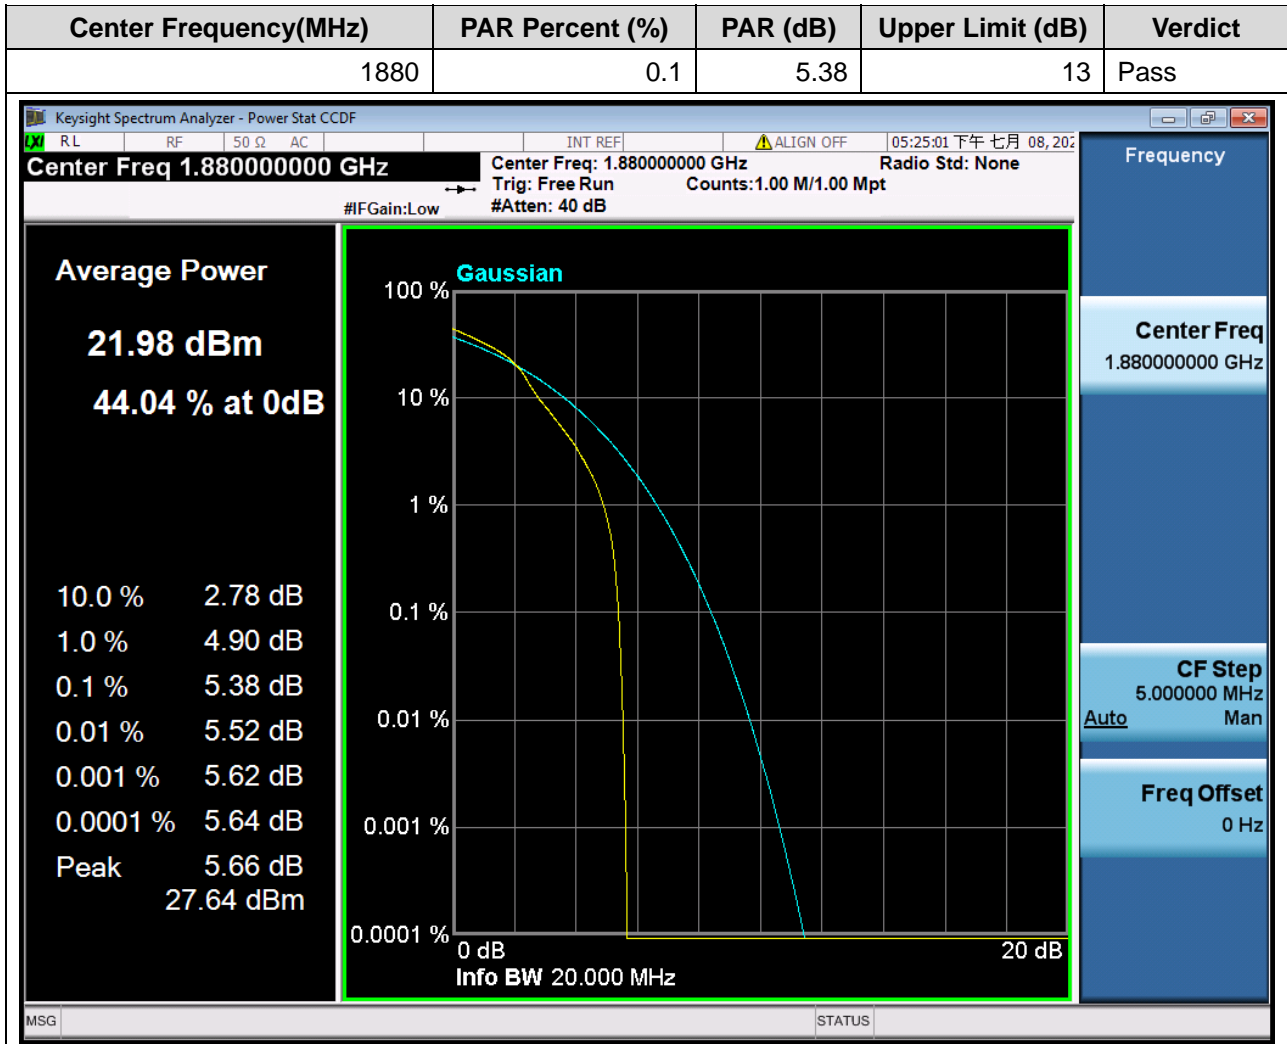 Center Frequency(MHz) PAR Percent (%) PAR (dB) Upper Limit (dB) Verdict
1880 0.1 5.38 13 Pass
Keysight Spectrum Analyzer - Power Stat CCDF
LXI RL RF 50 Ω AC INT REF ALIGN OFF 05:25:01 下午 七月 08, 202
Center Freq 1.880000000 GHz
Center Freq: 1.880000000 GHz Radio Std: None
Trig: Free Run Counts:1.00 M/1.00 Mpt
#IFGain:Low #Atten: 40 dB
Frequency
Average Power
21.98 dBm
44.04 % at 0dB
10.0 % 2.78 dB
1.0 % 4.90 dB
0.1 % 5.38 dB
0.01 % 5.52 dB
0.001 % 5.62 dB
0.0001 % 5.64 dB
Peak 5.66 dB
27.64 dBm
Gaussian
100 %
10 %
1 %
0.1 %
0.01 %
0.001 %
0.0001 %
0 dB 20 dB
Info BW 20.000 MHz
Center Freq
1.880000000 GHz
CF Step
5.000000 MHz
Auto Man
Freq Offset
0 Hz
MSG STATUS